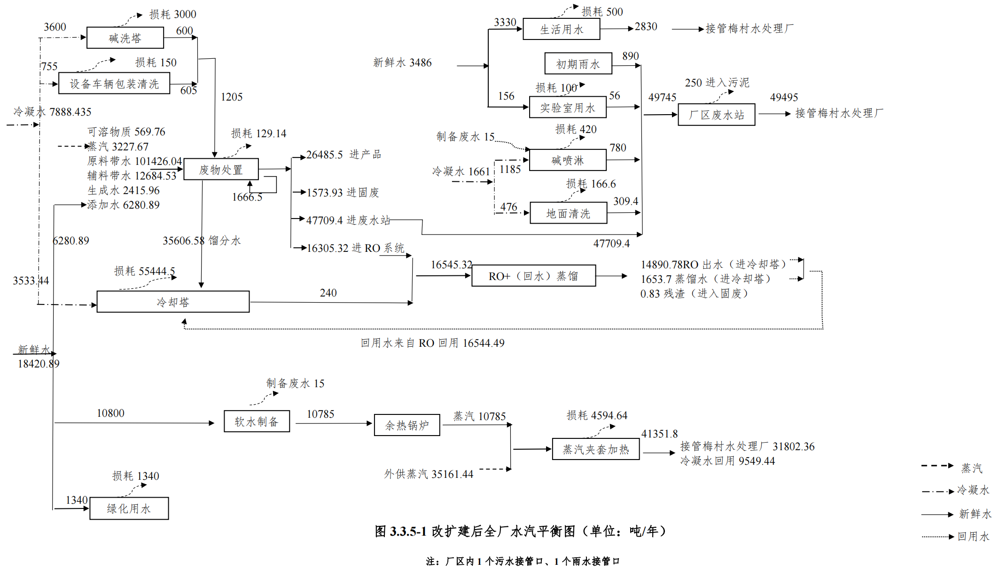 损耗 3000
3600
碱洗塔
600
755
损耗 150
设备车辆包装清洗
605
1205
冷凝水 7888.435
可溶物质 569.76
蒸汽 3227.67
原料带水 101426.04
辅料带水 12684.53
生成水 2415.96
添加水 6280.89
损耗 129.14
废物处置
1666.5
26485.5 进产品
1573.93 进固废
47709.4 进废水站
16305.32 进 RO 系统
6280.89
35606.58 馏分水
3533.44
损耗 55444.5
冷却塔
240
新鲜水 3486
3330
损耗 500
生活用水
2830
接管梅村水处理厂
初期雨水
890
156
损耗 100
实验室用水
56
制备废水 15
损耗 420
碱喷淋
780
冷凝水 1661
1185
损耗 166.6
476
地面清洗
309.4
47709.4
49745
250 进入污泥
厂区废水站
49495
接管梅村水处理厂
16545.32
RO+（回水）蒸馏
14890.78RO 出水（进冷却塔）
1653.7 蒸馏水（进冷却塔）
0.83 残渣（进入固废）
回用水来自 RO 回用 16544.49
新鲜水
18420.89
10800
制备废水 15
软水制备
10785
余热锅炉
蒸汽 10785
外供蒸汽 35161.44
损耗 4594.64
蒸汽夹套加热
41351.8
接管梅村水处理厂 31802.36
冷凝水回用 9549.44
损耗 1340
1340
绿化用水
蒸汽
冷凝水
新鲜水
回用水
图 3.3.5-1 改扩建后全厂水汽平衡图（单位：吨/年）
注：厂区内 1 个污水接管口、1 个雨水接管口